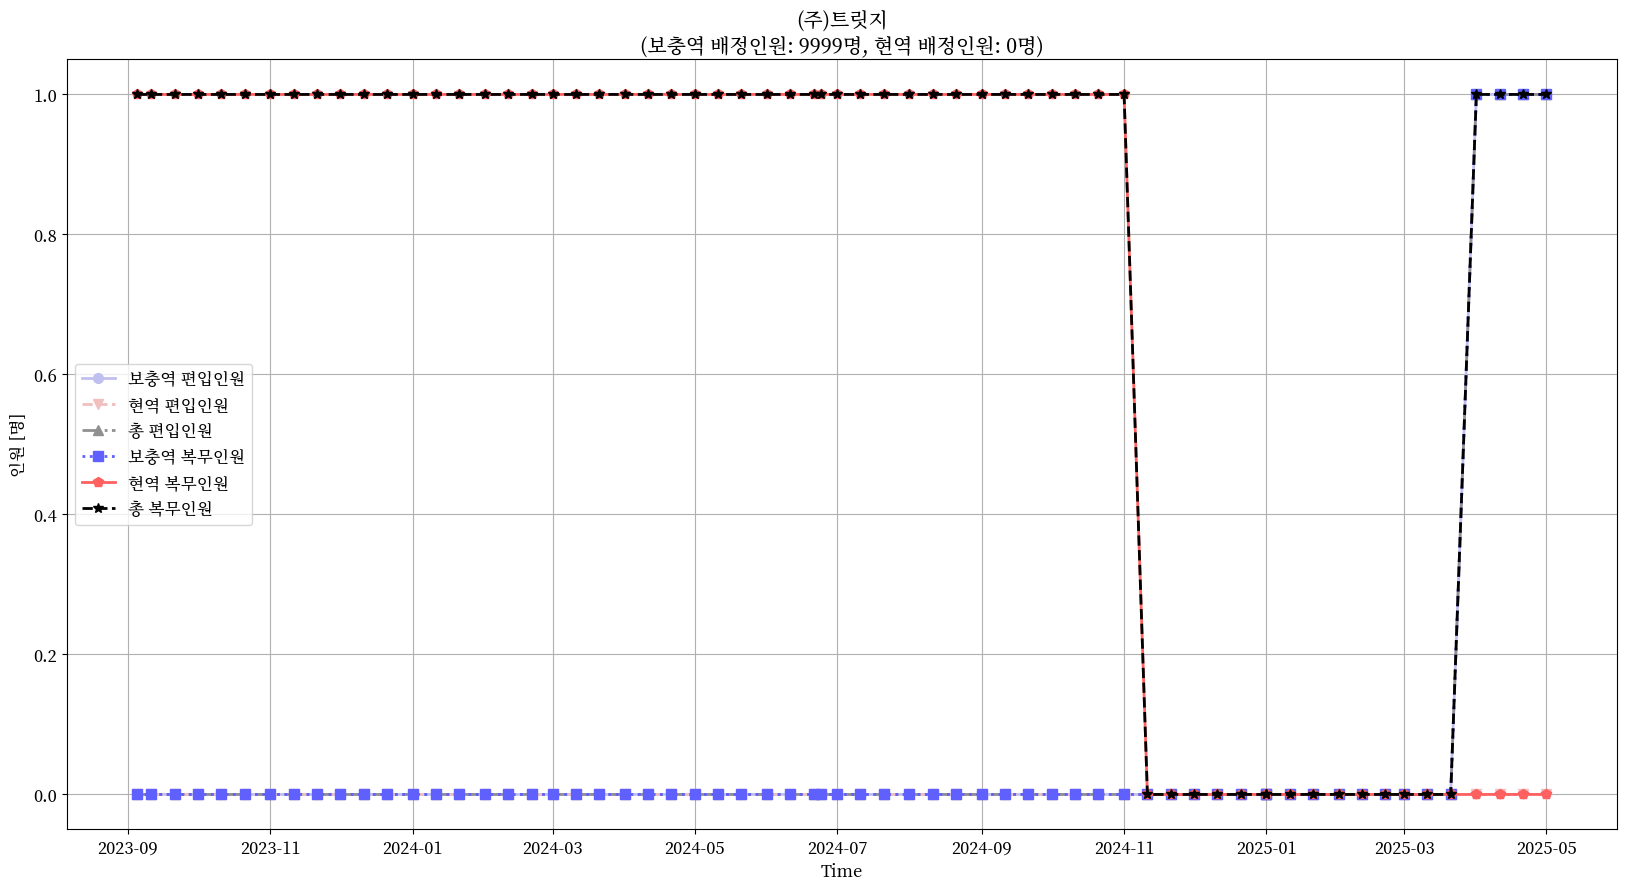 (주)트릿지
(보충역 배정인원: 9999명, 현역 배정인원: 0명)
인원 [명]
1.0
0.8
0.6
0.4
0.2
0.0
보충역 편입인원
현역 편입인원
총 편입인원
보충역 복무인원
현역 복무인원
총 복무인원
2023-09
2023-11
2024-01
2024-03
2024-05
2024-07
2024-09
2024-11
2025-01
2025-03
2025-05
Time